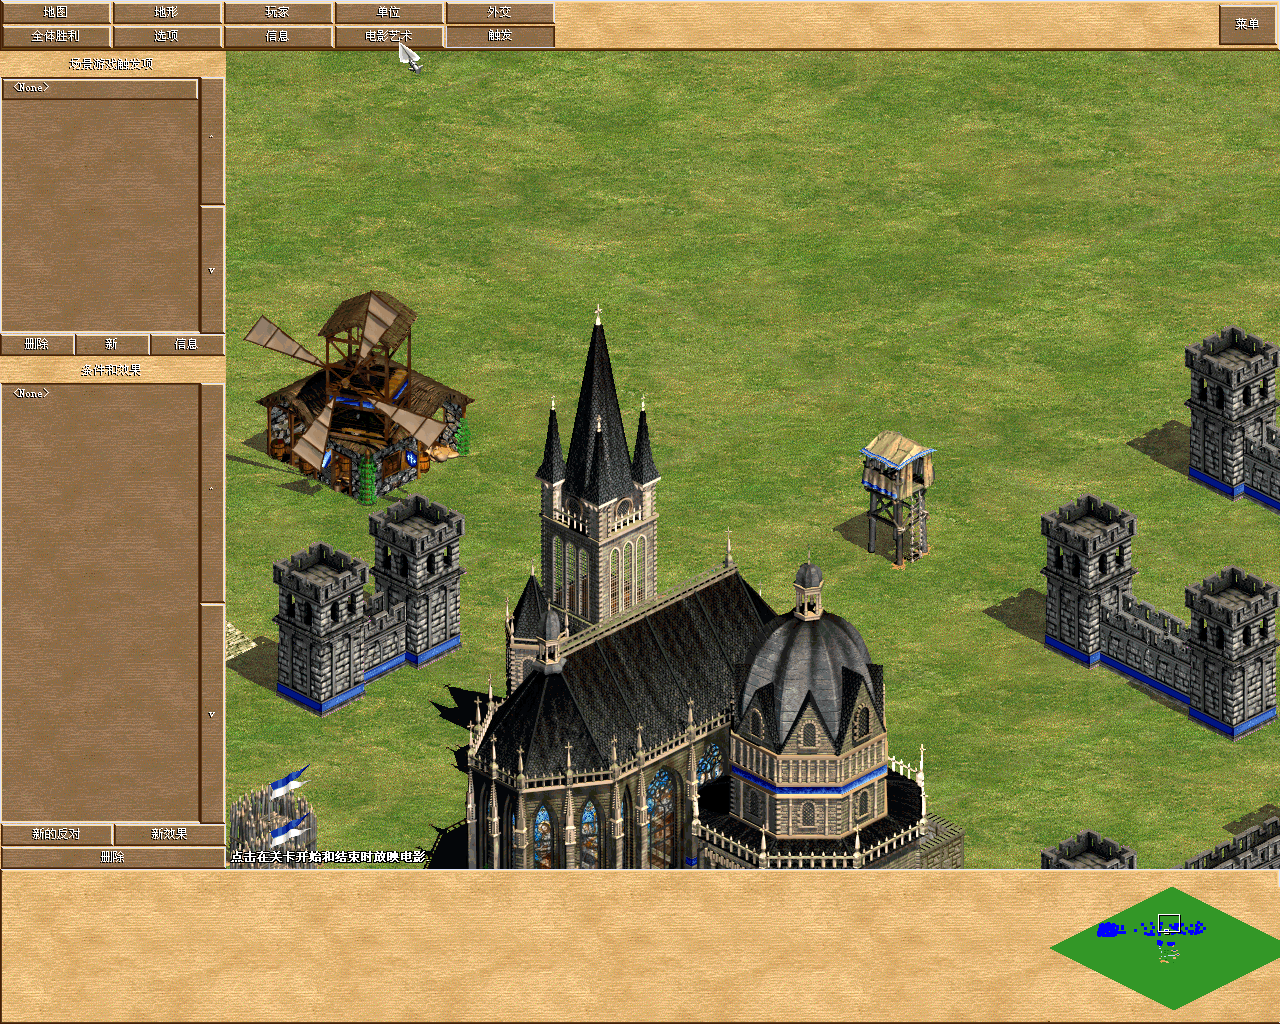 地图 地形 玩家 单位 外交
全体胜利 选项 信息 电影艺术 触发
菜单
场景游戏触发项
<None>
删除 新 信息
条件和效果
<None>
新的反对 新效果
删除
点击在关卡开始和结束时放映电影